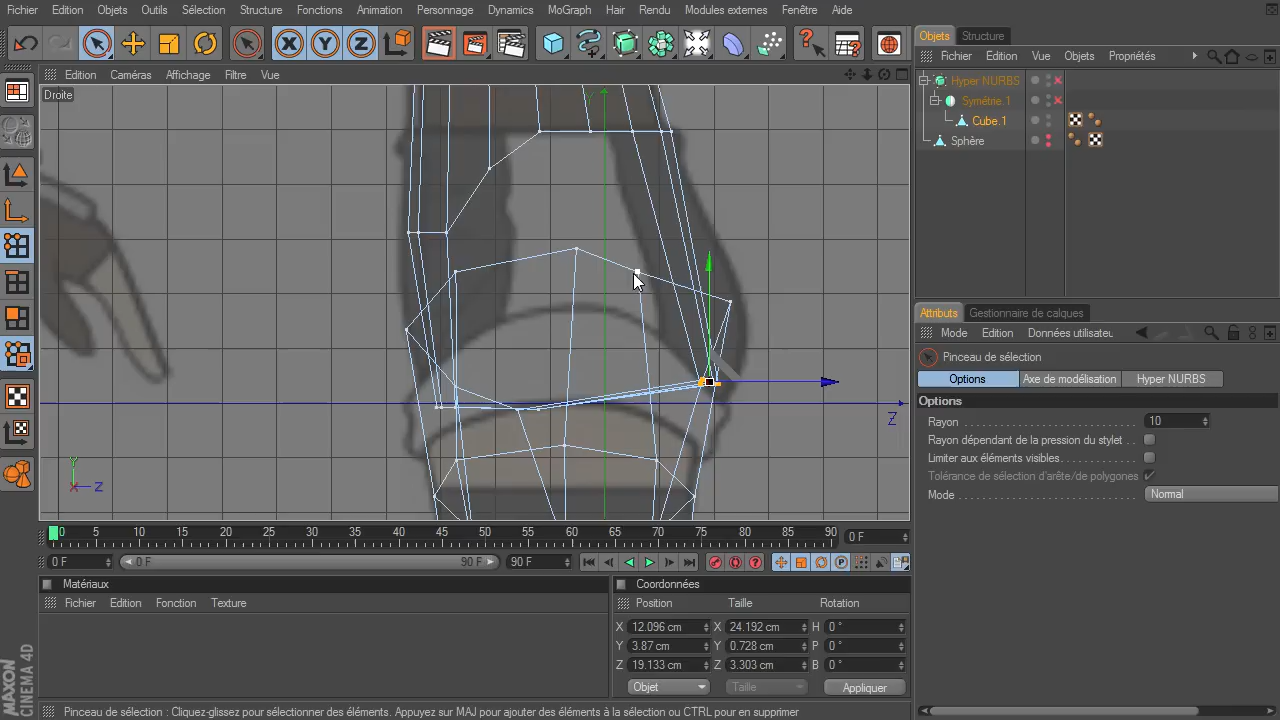 Fichier Edition Objets Outils Sélection Structure Fonctions Animation Personnage Dynamics MoGraph Hair Rendu Modules externes Fenêtre Aide
Objets Structure
Fichier Edition Vue Objets Propriétés
Edition Caméras Affichage Filtre Vue
Droite
Y
Z
Y
Z
X
Hyper NURBS
Symétrie.1
Cube.1
Sphère
Attributs Gestionnaire de calques
Mode Edition Données utilisateu
Pinceau de sélection
Options Axe de modélisation Hyper NURBS
Options
Rayon 10
Rayon dépendant de la pression du stylet
Limiter aux éléments visibles
Tolérance de sélection d'arête/de polygones
Mode Normal
0 5 10 15 20 25 30 35 40 45 50 55 60 65 70 75 80 85 90 0 F
0 F 0 F 90 F 90 F
Matériaux
Fichier Edition Fonction Texture
Coordonnées
Position Taille Rotation
X 12.096 cm X 24.192 cm H 0 °
Y 3.87 cm Y 0.728 cm P 0 °
Z 19.133 cm Z 3.303 cm B 0 °
Objet Taille Appliquer
MAXON
CINEMA 4D
Pinceau de sélection : Cliquez-glissez pour sélectionner des éléments. Appuyez sur MAJ pour ajouter des éléments à la sélection ou CTRL pour en supprimer